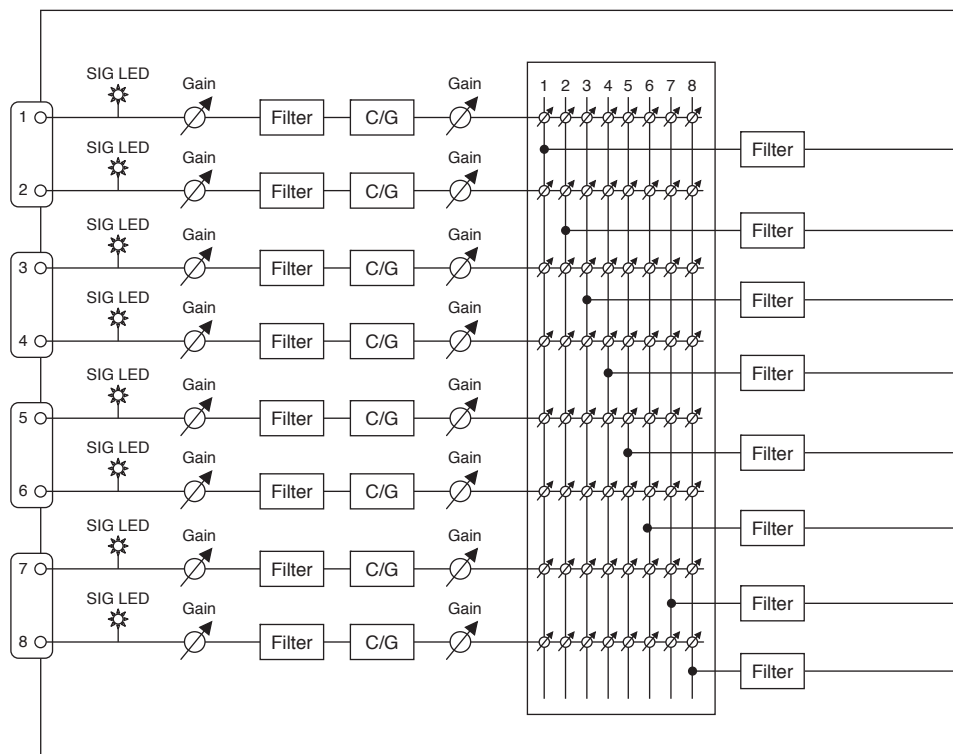 SIG LED
Gain
Gain
1 2 3 4 5 6 7 8
1
Filter
C/G
Filter
SIG LED
Gain
Gain
2
Filter
C/G
Filter
SIG LED
Gain
Gain
3
Filter
C/G
Filter
SIG LED
Gain
Gain
4
Filter
C/G
Filter
SIG LED
Gain
Gain
5
Filter
C/G
Filter
SIG LED
Gain
Gain
6
Filter
C/G
Filter
SIG LED
Gain
Gain
7
Filter
C/G
Filter
SIG LED
Gain
Gain
8
Filter
C/G
Filter